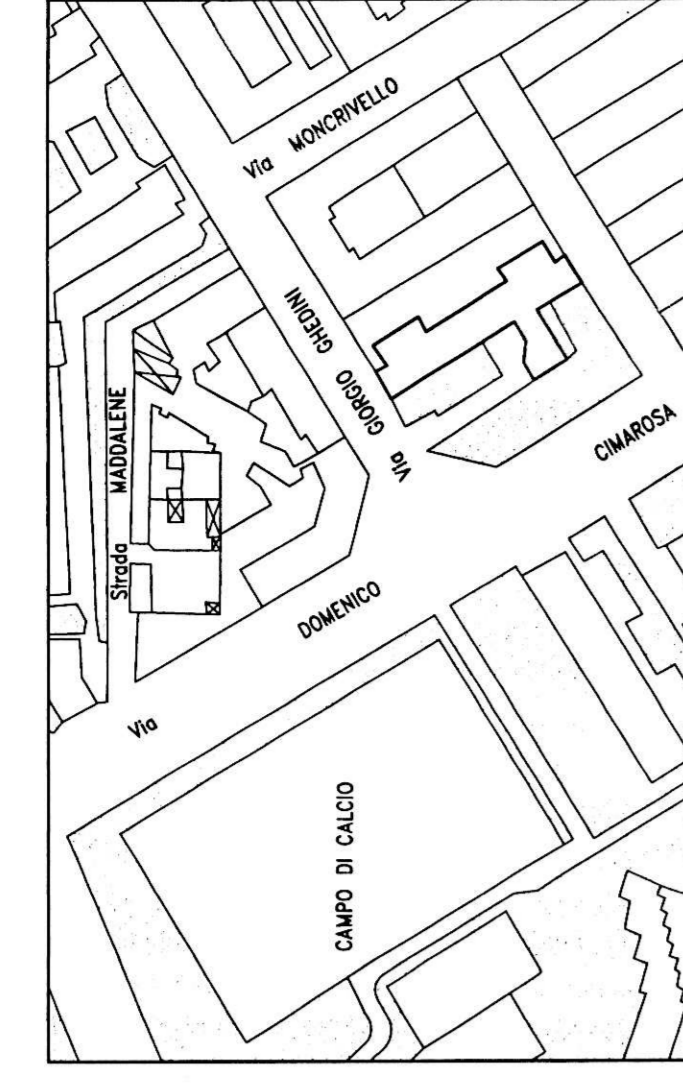 Via MONCRIVELLO
Via GIORGIO GHEDINI
Strada MADDALENE
Via DOMENICO CIMAROSA
CAMPO DI CALCIO